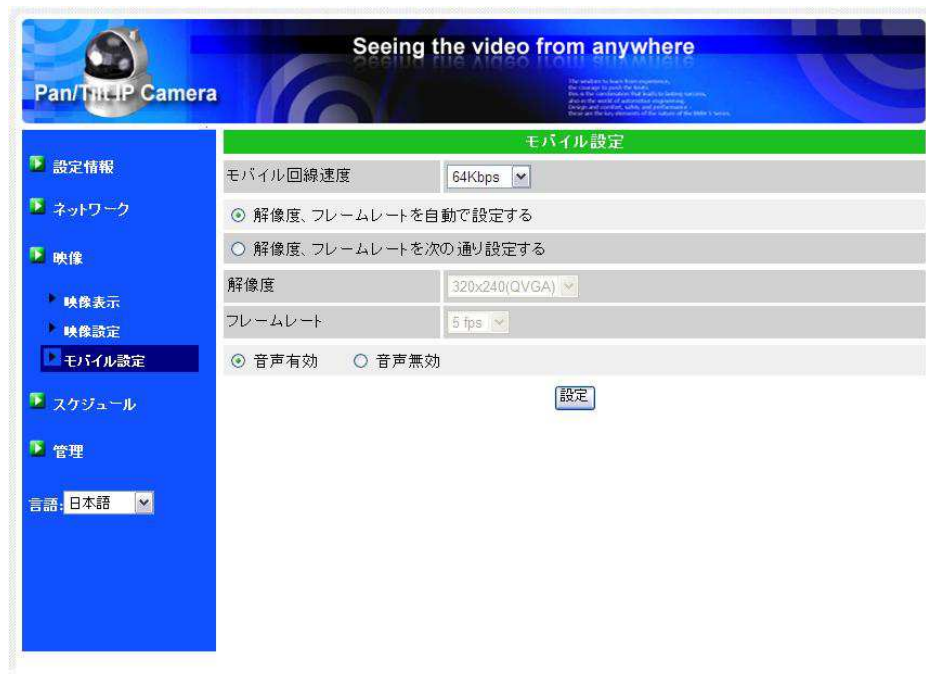 Seeing the video from anywhere
Pan/Tilt IP Camera
モバイル設定
設定情報
ネットワーク
映像
映像表示
映像設定
モバイル設定
スケジュール
管理
言語: 日本語
モバイル回線速度 64Kbps
解像度、フレームレートを自動で設定する
解像度、フレームレートを次の通り設定する
解像度 320x240(QVGA)
フレームレート 5 fps
音声有効 音声無効
設定